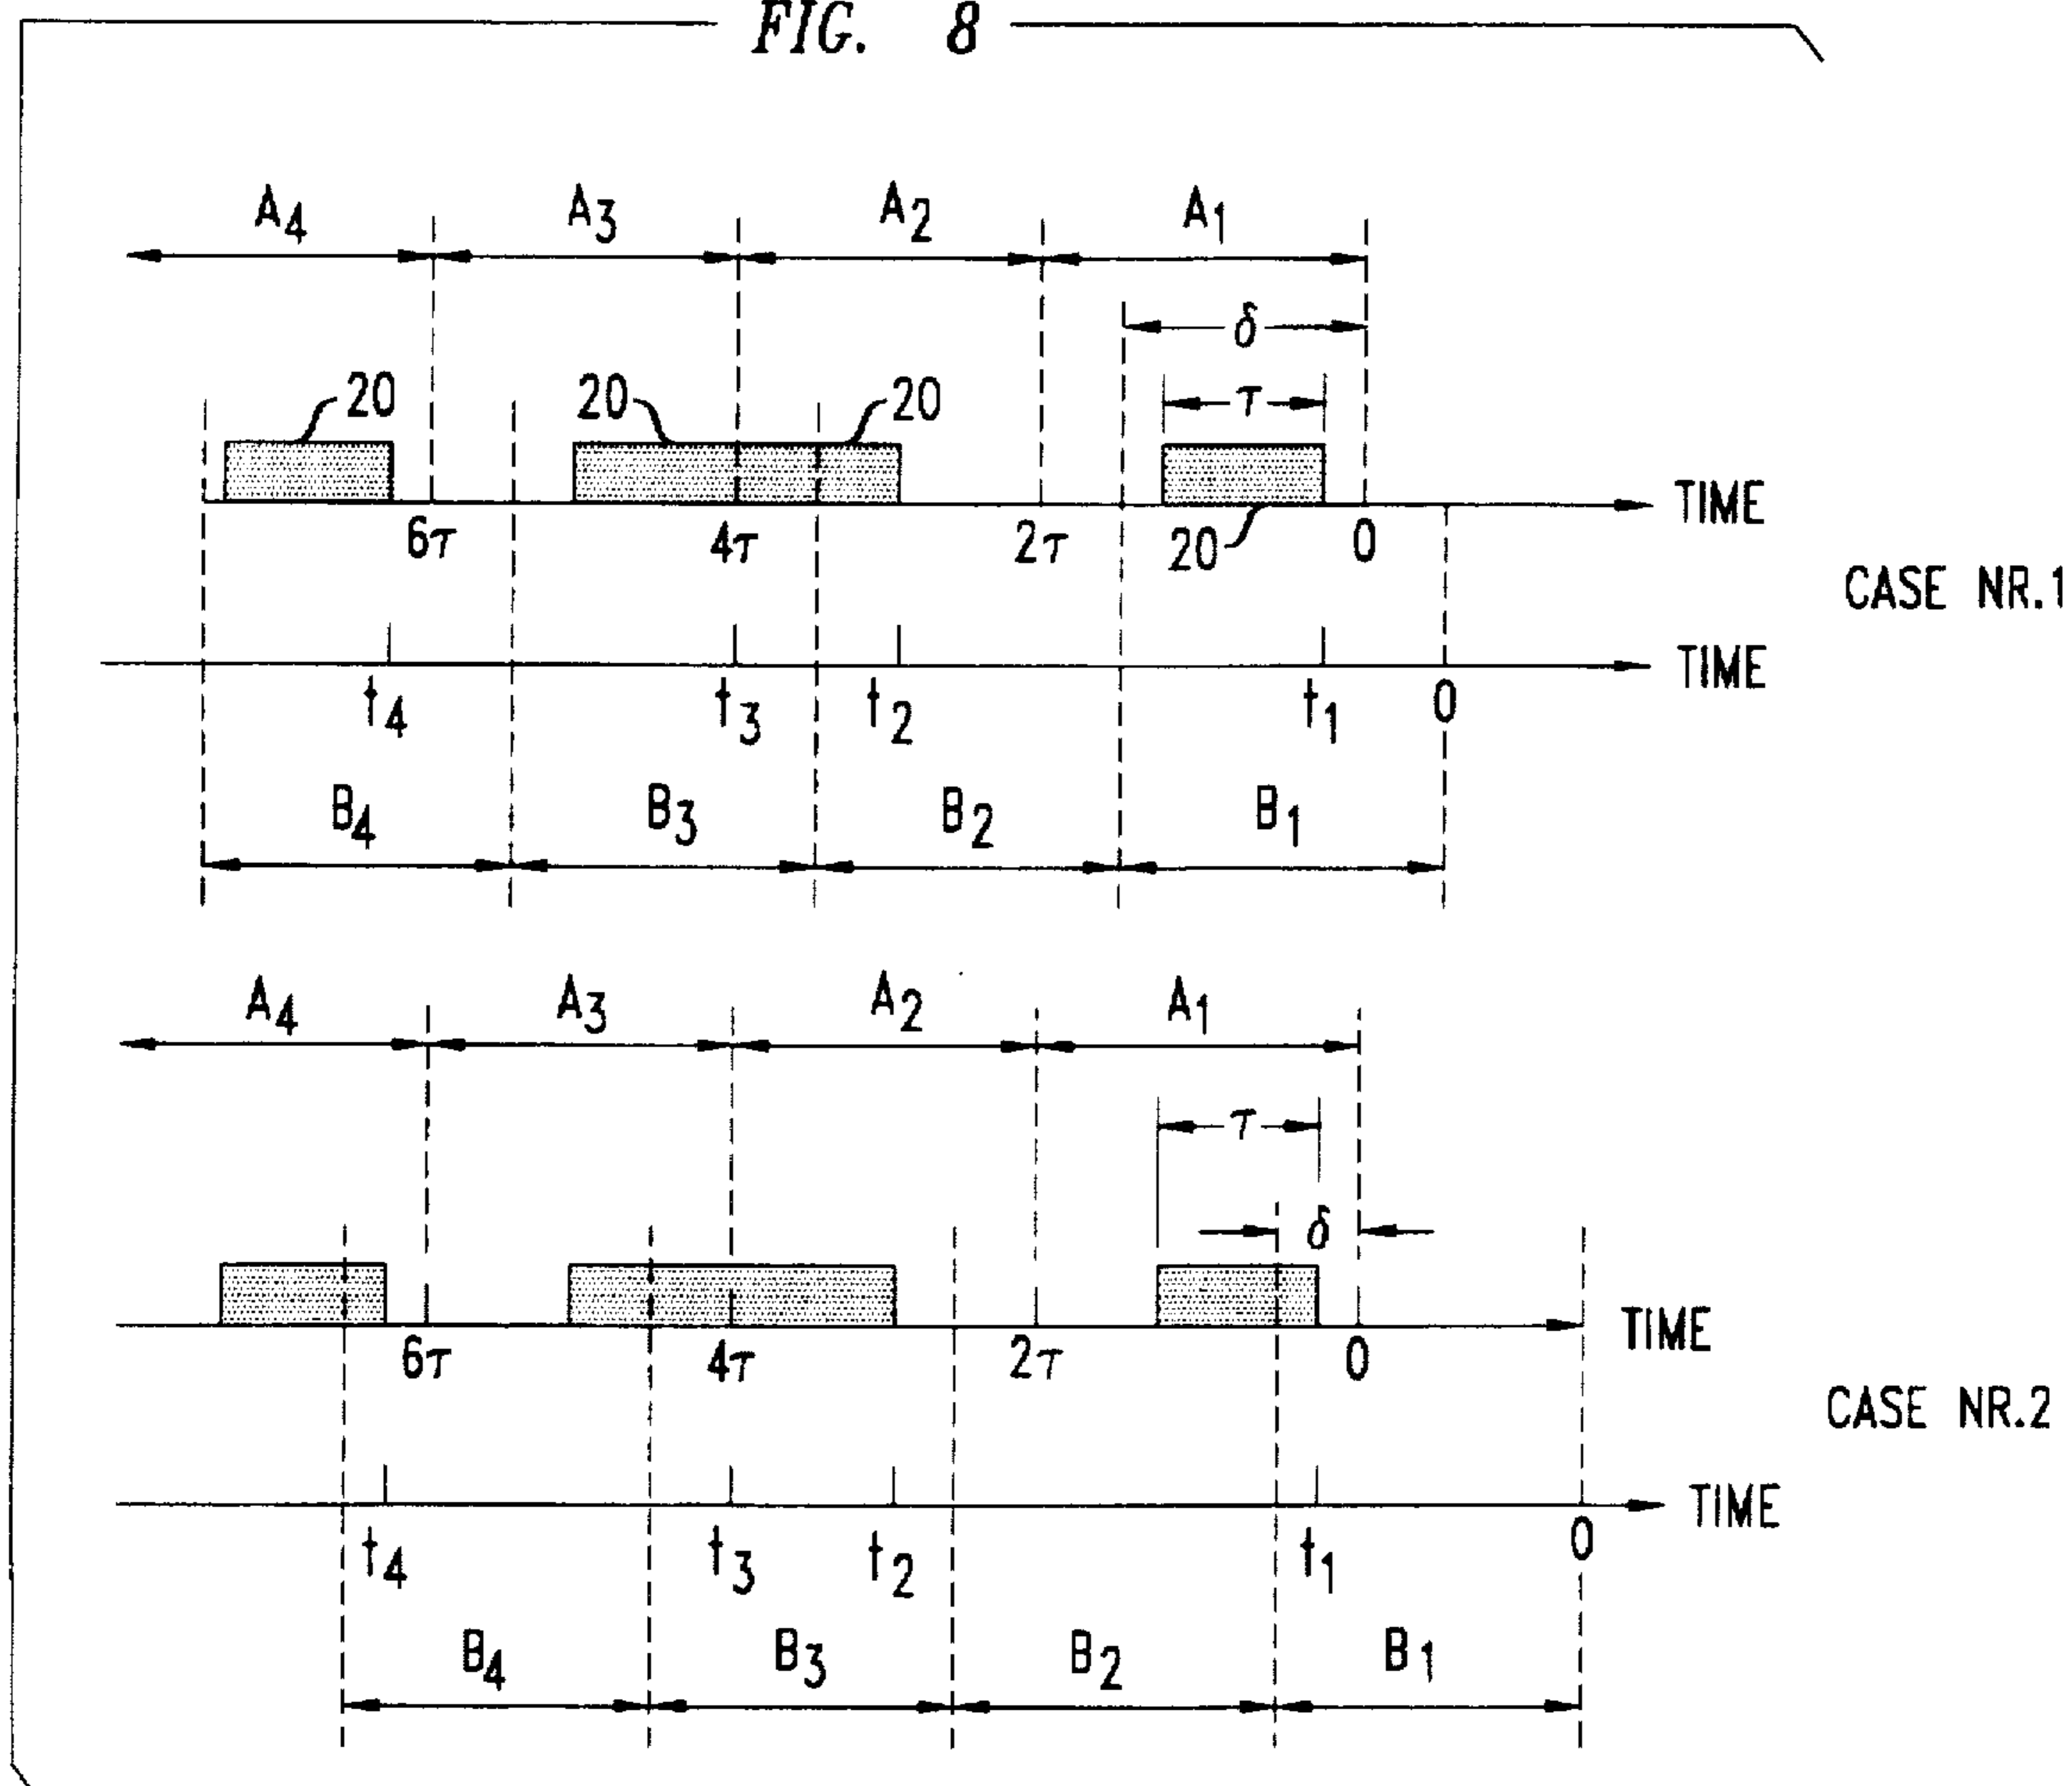 FIG. 8
A4 A3 A2 A1
δ
20 20 20 τ
6τ 4τ 2τ 20 0 TIME
CASE NR.1
TIME
t4 t3 t2 t1 0
B4 B3 B2 B1
A4 A3 A2 A1
τ
δ
6τ 4τ 2τ 0 TIME
CASE NR.2
TIME
t4 t3 t2 t1 0
B4 B3 B2 B1